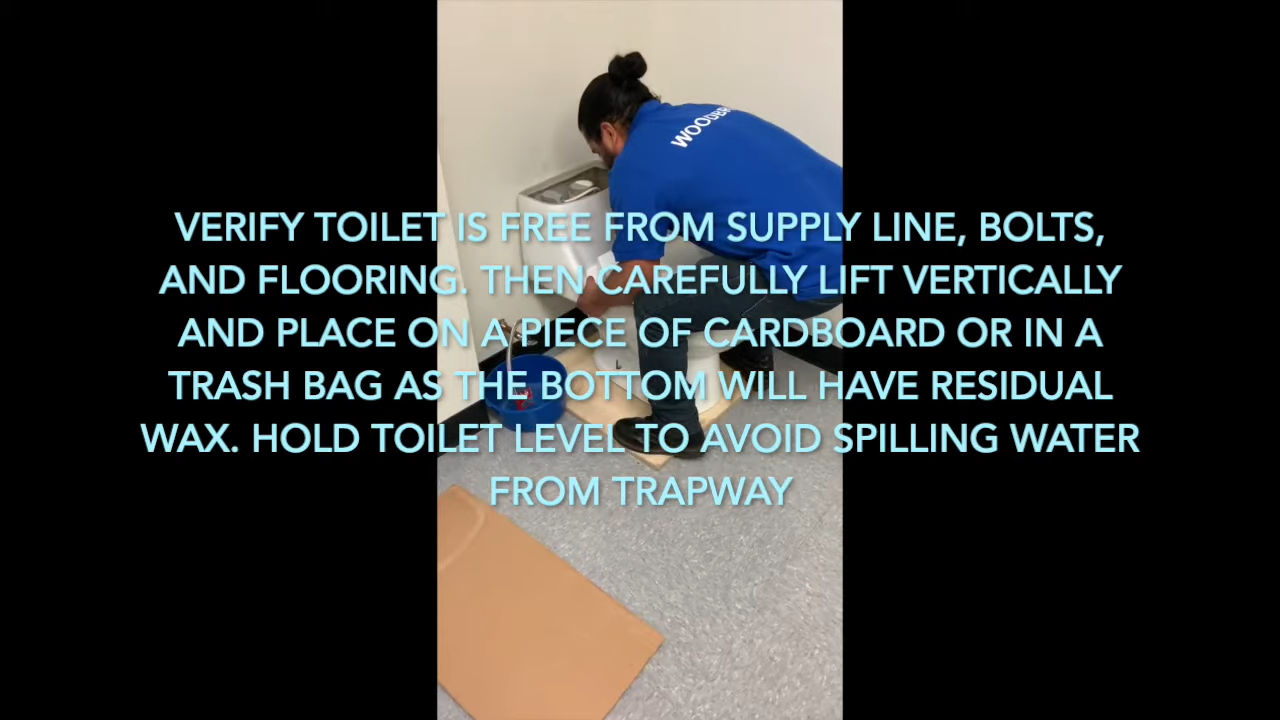 WOODBR
VERIFY TOILET IS FREE FROM SUPPLY LINE, BOLTS,
AND FLOORING. THEN CAREFULLY LIFT VERTICALLY
AND PLACE ON A PIECE OF CARDBOARD OR IN A
TRASH BAG AS THE BOTTOM WILL HAVE RESIDUAL
WAX. HOLD TOILET LEVEL TO AVOID SPILLING WATER
FROM TRAPWAY